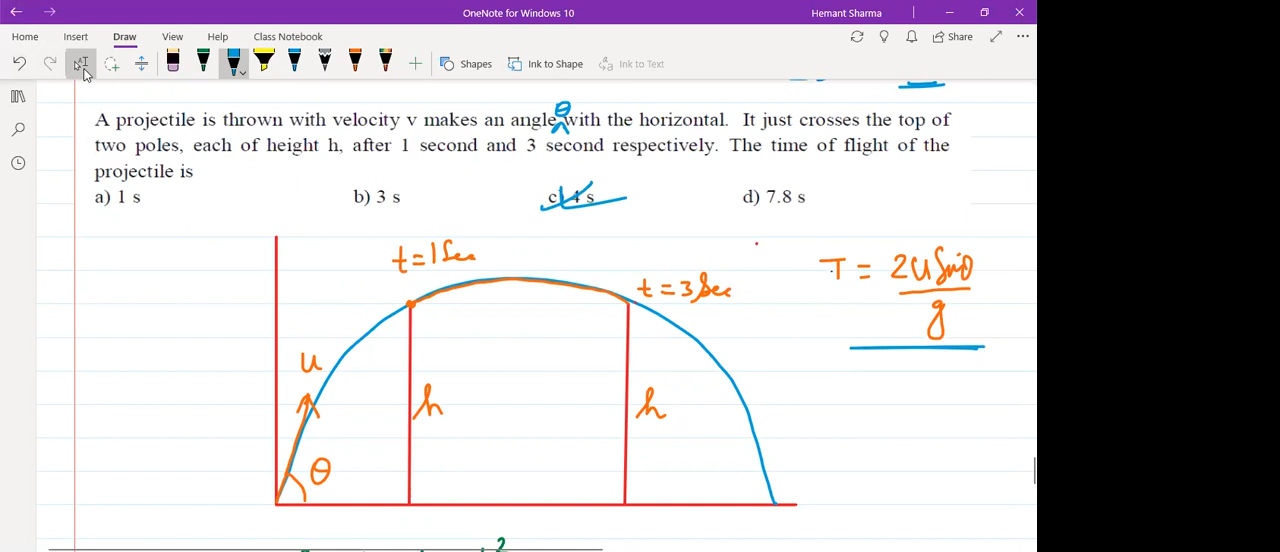 OneNote for Windows 10
Hemant Sharma
Home Insert Draw View Help Class Notebook
Share
Shapes Ink to Shape Ink to Text
θ
A projectile is thrown with velocity v makes an angle with the horizontal. It just crosses the top of
two poles, each of height h, after 1 second and 3 second respectively. The time of flight of the
projectile is
a) 1 s b) 3 s c) 4 s d) 7.8 s
t = 1 Sec
t = 3 Sec
T = 2u Sinθ
g
u
h h
θ
2